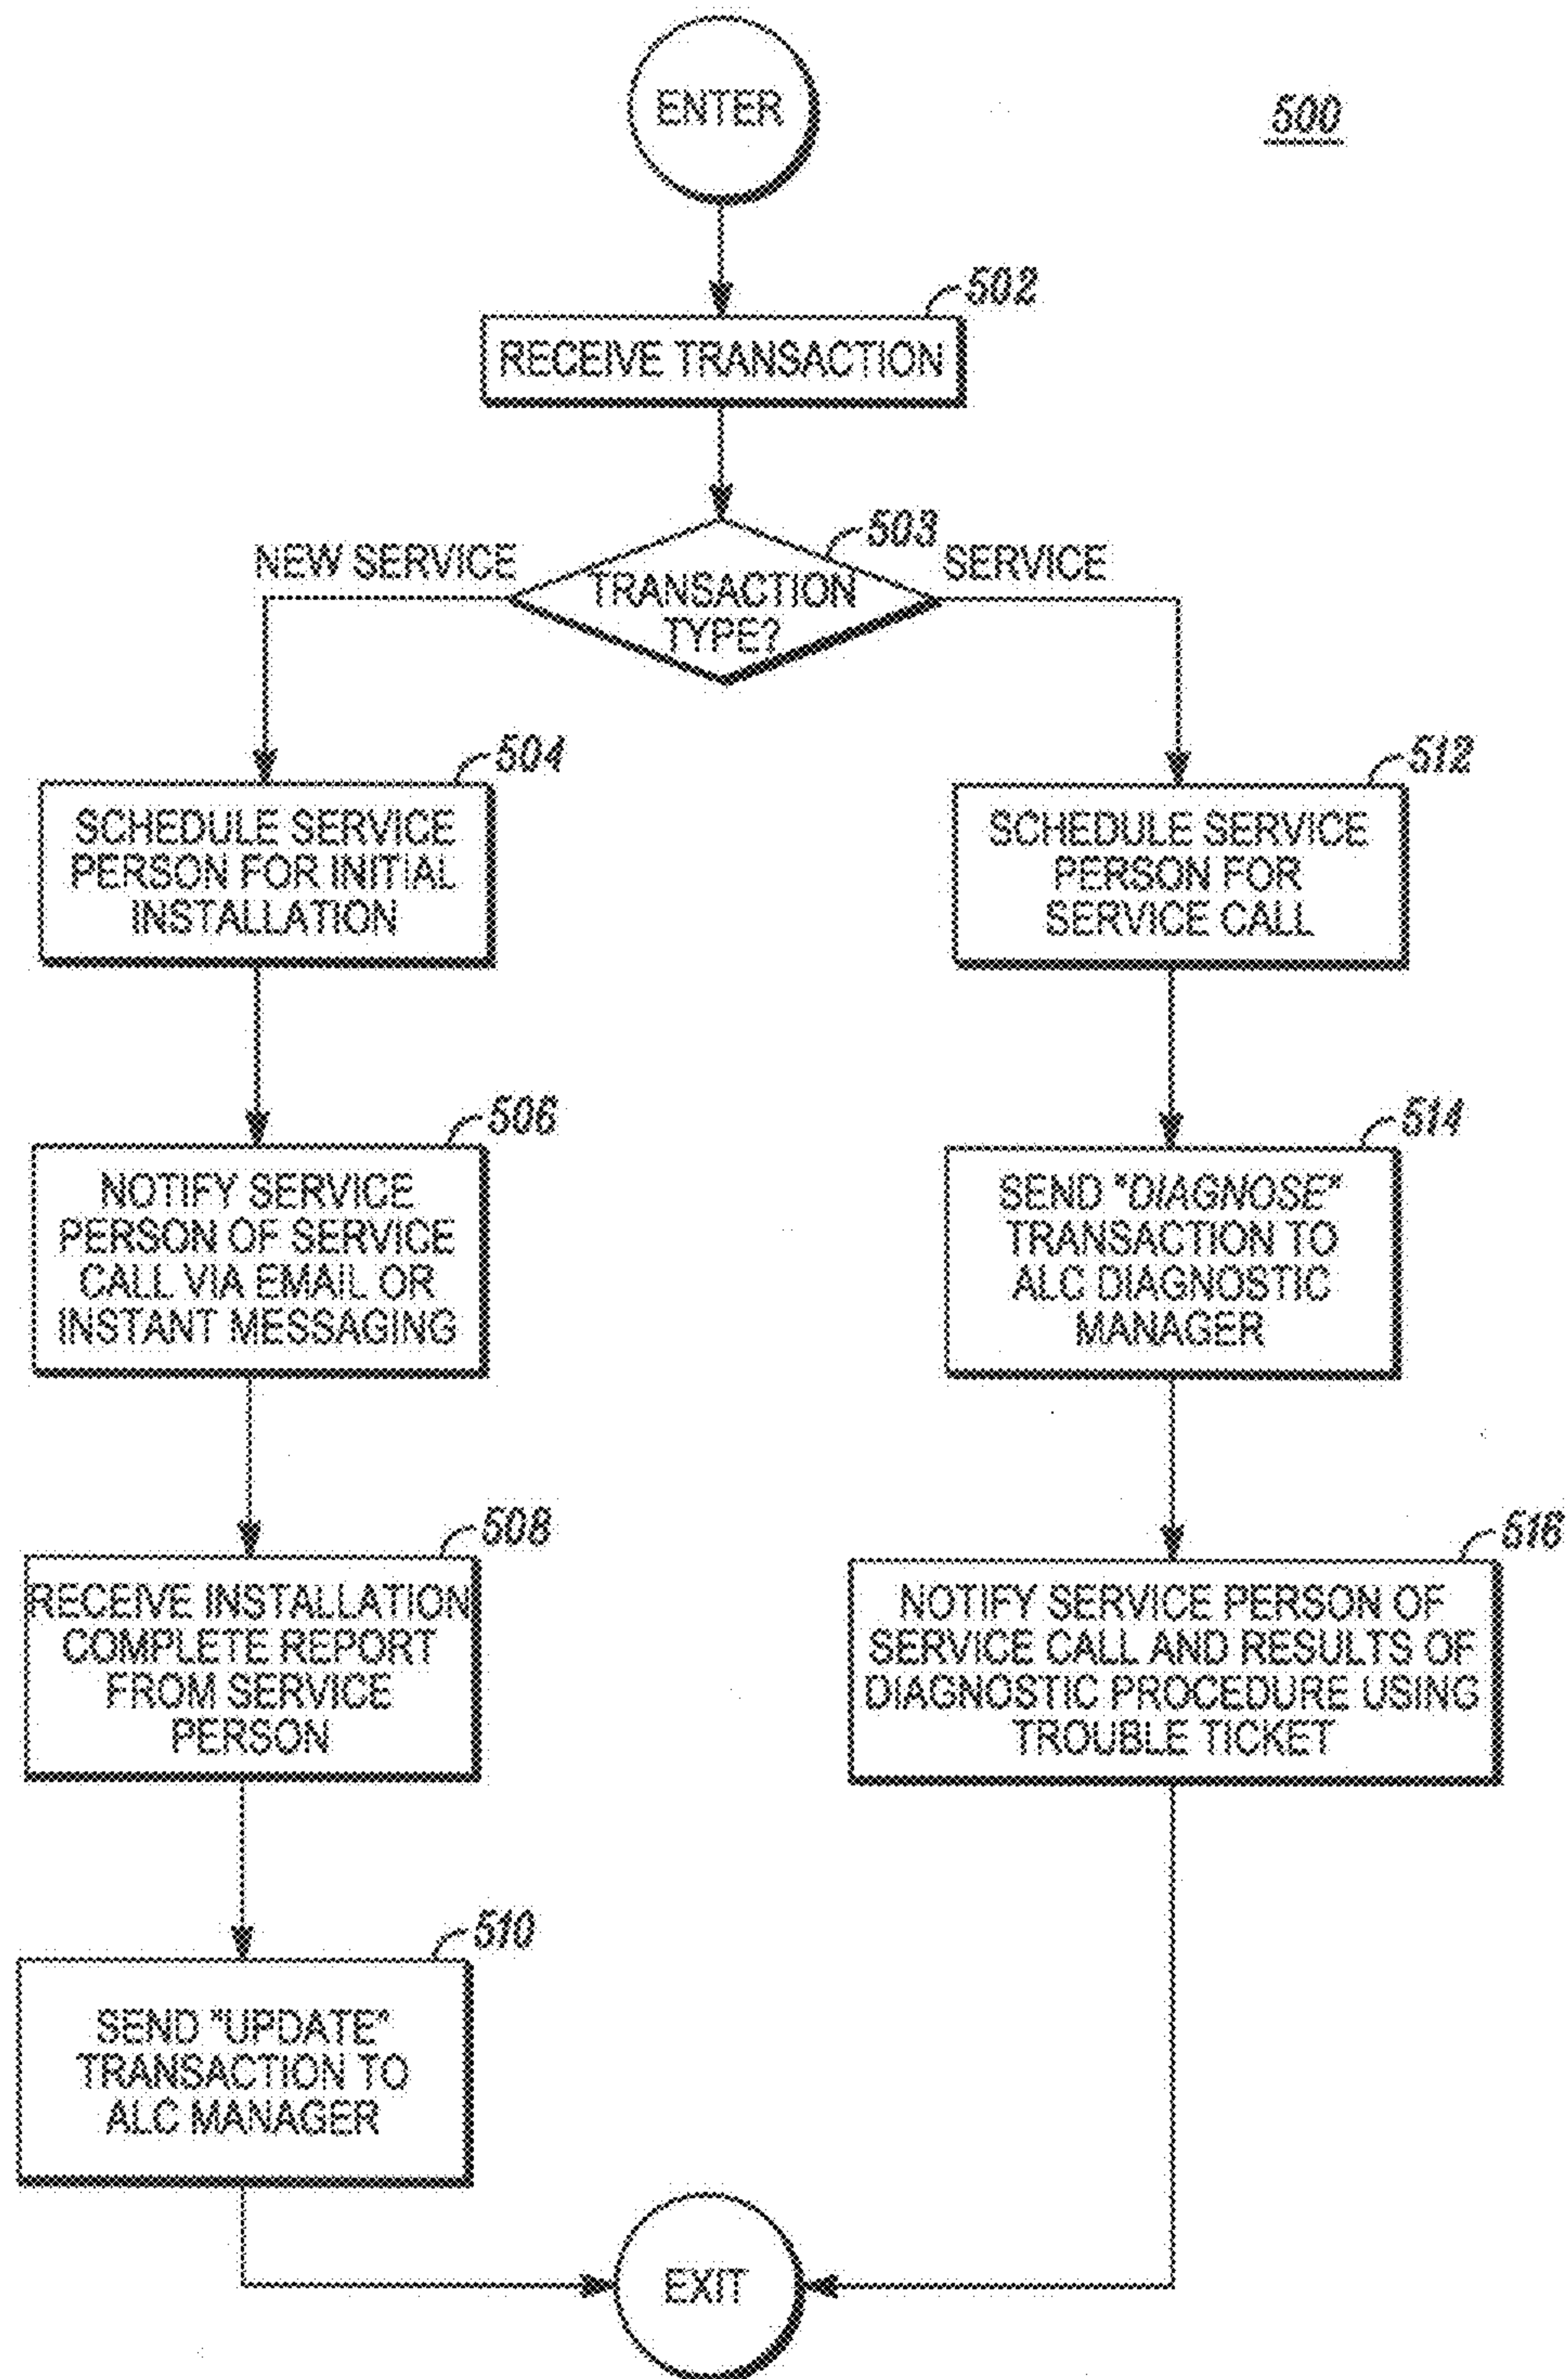 ENTER
500
502
RECEIVE TRANSACTION
503
NEW SERVICE
SERVICE
TRANSACTION
TYPE?
504
SCHEDULE SERVICE
PERSON FOR INITIAL
INSTALLATION
512
SCHEDULE SERVICE
PERSON FOR
SERVICE CALL
506
NOTIFY SERVICE
PERSON OF SERVICE
CALL VIA EMAIL OR
INSTANT MESSAGING
514
SEND "DIAGNOSE"
TRANSACTION TO
ALC DIAGNOSTIC
MANAGER
508
RECEIVE INSTALLATION
COMPLETE REPORT
FROM SERVICE
PERSON
516
NOTIFY SERVICE PERSON OF
SERVICE CALL AND RESULTS OF
DIAGNOSTIC PROCEDURE USING
TROUBLE TICKET
510
SEND "UPDATE"
TRANSACTION TO
ALC MANAGER
EXIT